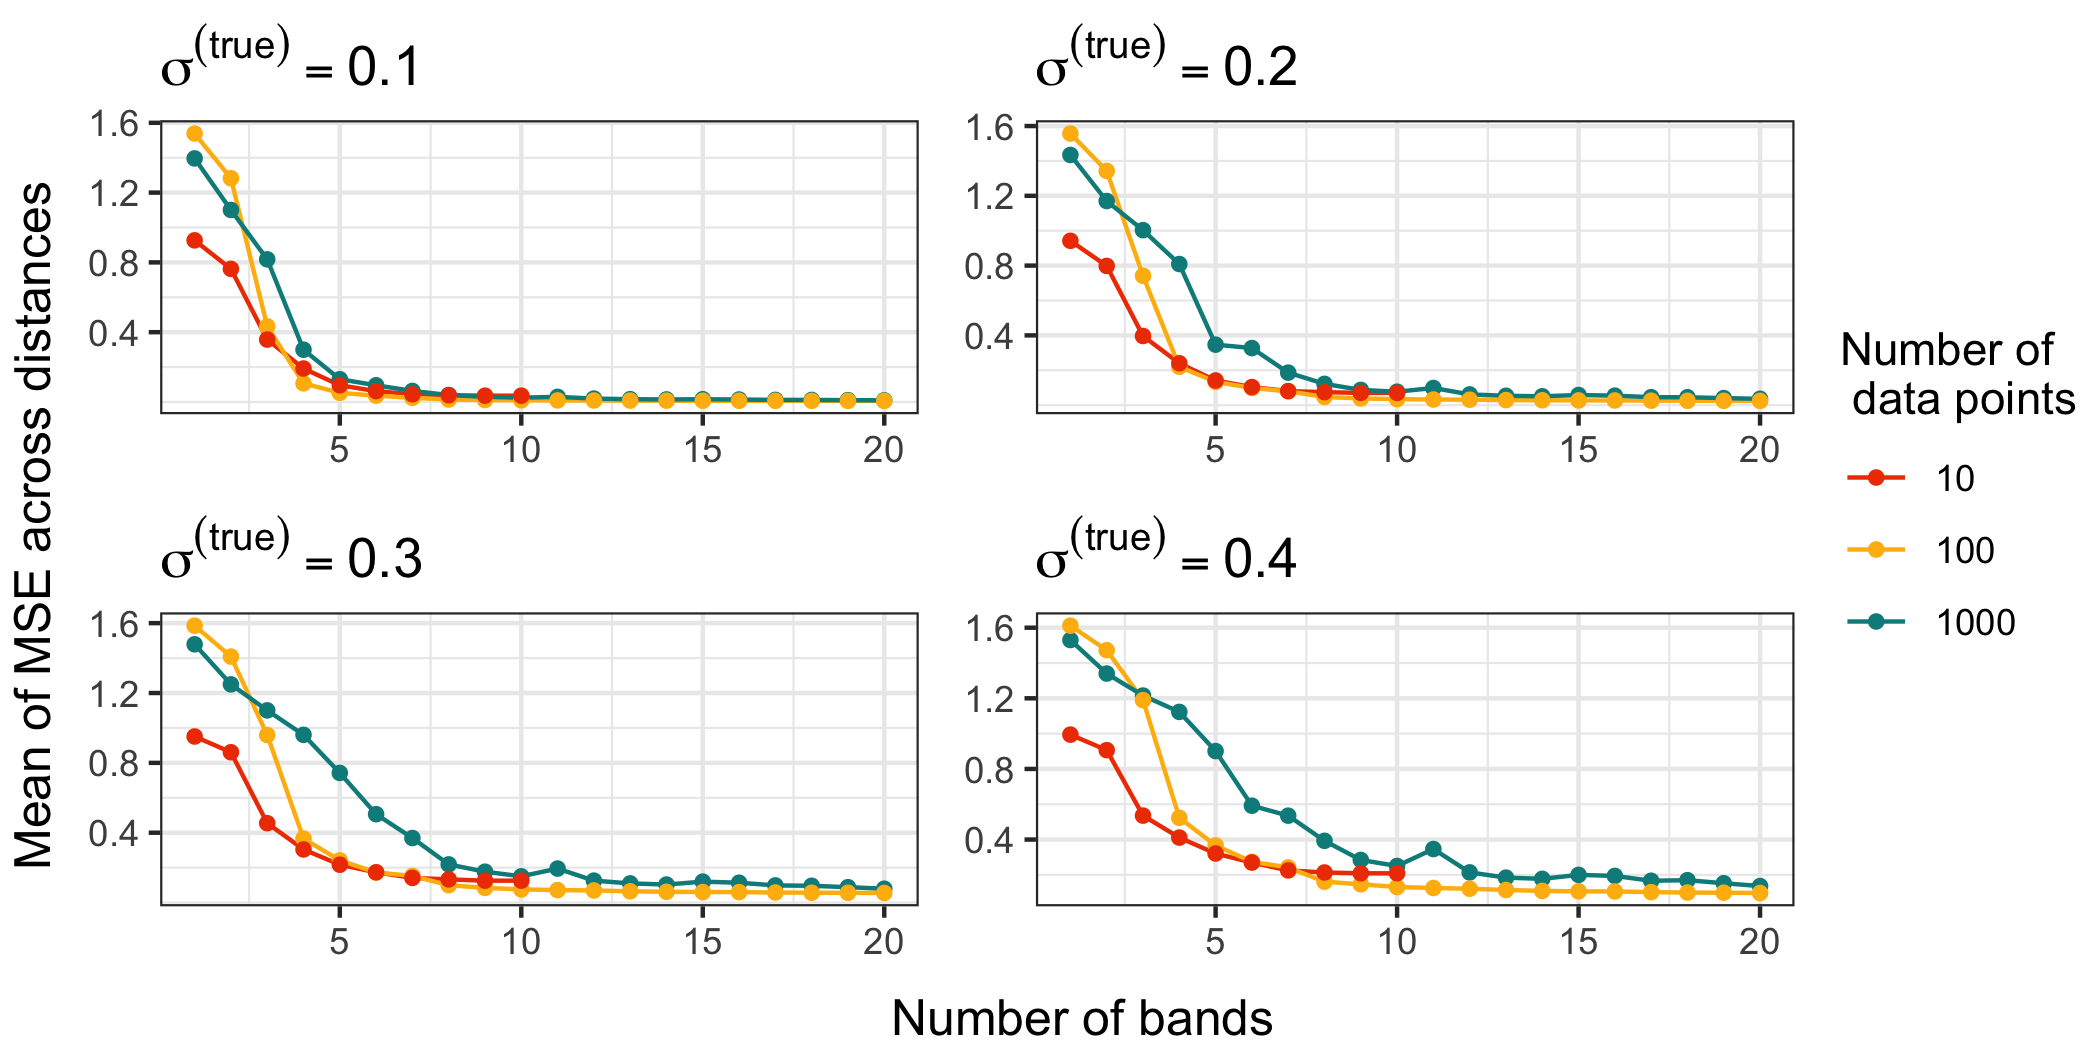 σ(true) = 0.1
σ(true) = 0.2
1.6
1.2
0.8
0.4
5 10 15 20
1.6
1.2
0.8
0.4
5 10 15 20
σ(true) = 0.3
σ(true) = 0.4
1.6
1.2
0.8
0.4
5 10 15 20
1.6
1.2
0.8
0.4
5 10 15 20
Mean of MSE across distances
Number of bands
Number of
data points
10
100
1000